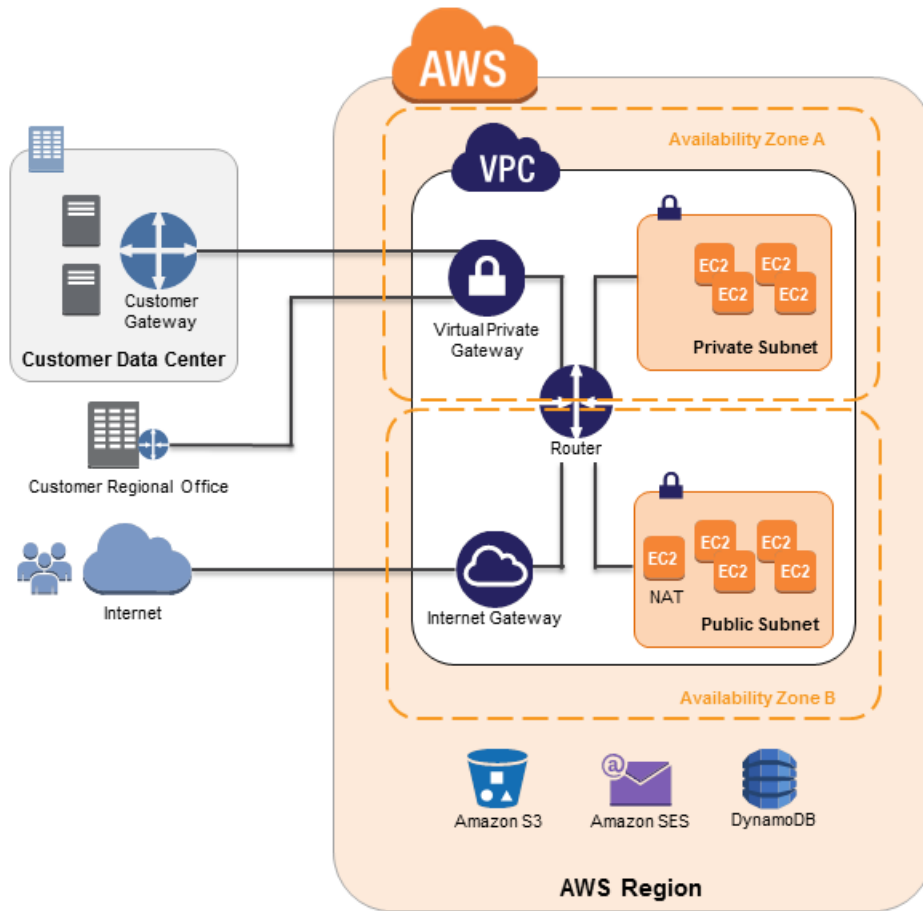 AWS
Availability Zone A
VPC
EC2
EC2
EC2
EC2
Private Subnet
Customer
Gateway
Customer Data Center
Virtual Private
Gateway
Router
Customer Regional Office
Internet
Internet Gateway
EC2
EC2
EC2
EC2
EC2
NAT
Public Subnet
Availability Zone B
@
Amazon S3
Amazon SES
DynamoDB
AWS Region